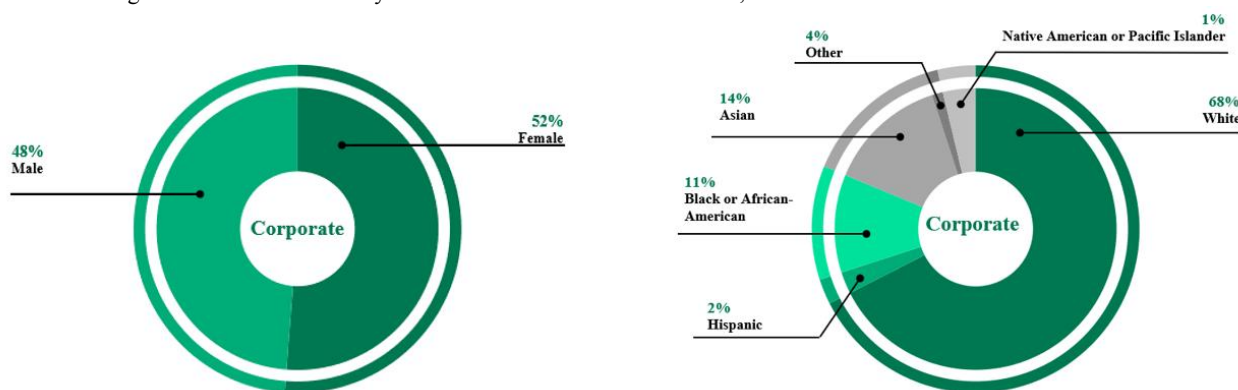 48%
Male
52%
Female
Corporate
4%
Other
1%
Native American or Pacific Islander
14%
Asian
68%
White
11%
Black or African-
American
Corporate
2%
Hispanic